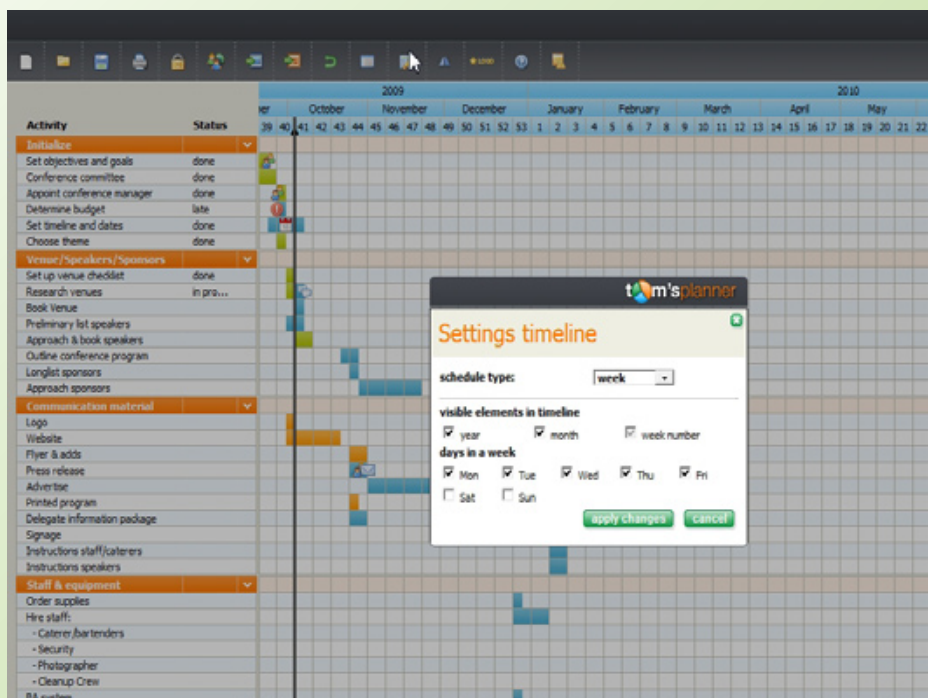 2009 2010
October November December January February March April May
Activity Status 39 40 41 42 43 44 45 46 47 48 49 50 51 52 53 1 2 3 4 5 6 7 8 9 10 11 12 13 14 15 16 17 18 19 20 21 22
Initialize
Set objectives and goals done
Conference committee done
Appoint conference manager done
Determine budget late
Set timeline and dates done
Choose theme done
Venue/Speakers/Sponsors
Set up venue checklist done
Research venues in pro...
Book Venue
Preliminary list speakers
Approach & book speakers
Outline conference program
Longlist sponsors
Approach sponsors
Communication material
Logo
Website
Flyer & adds
Press release
Advertise
Printed program
Delegate information package
Signage
Instructions staff/caterers
Instructions speakers
Staff & equipment
Order supplies
Hire staff:
- Caterer/bartenders
- Security
- Photographer
- Cleanup Crew
tom'splanner
Settings timeline
schedule type: week
visible elements in timeline
year month week number
days in a week
Mon Tue Wed Thu Fri
Sat Sun
apply changes cancel